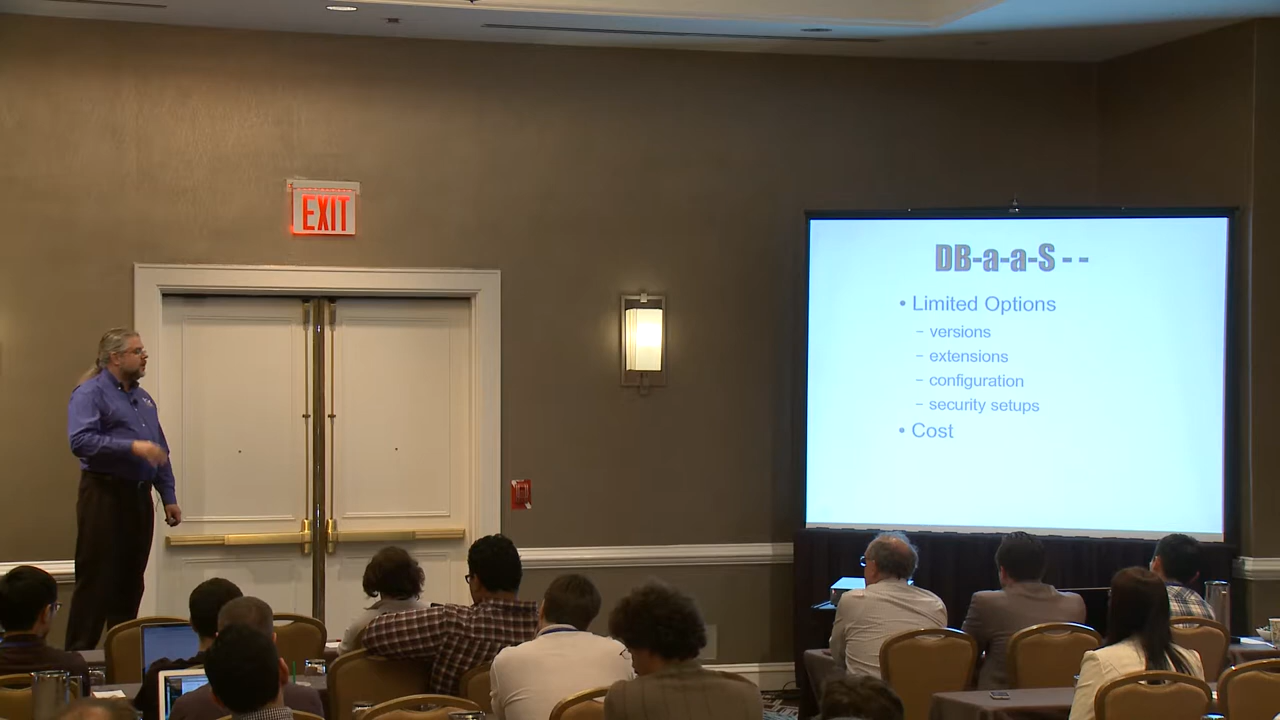 EXIT
DB-a-a-S - -
• Limited Options
– versions
– extensions
– configuration
– security setups
• Cost